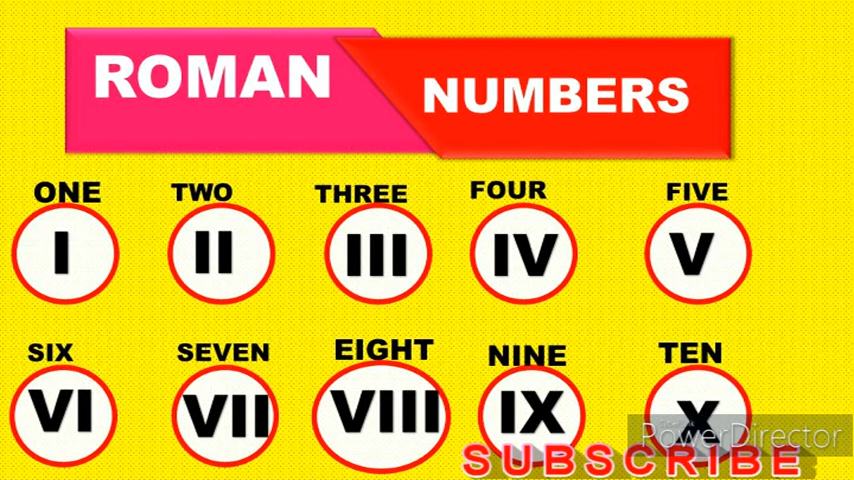 ROMAN NUMBERS
ONE TWO THREE FOUR FIVE
I II III IV V
SIX SEVEN EIGHT NINE TEN
VI VII VIII IX X
PowerDirector
SUBSCRIBE